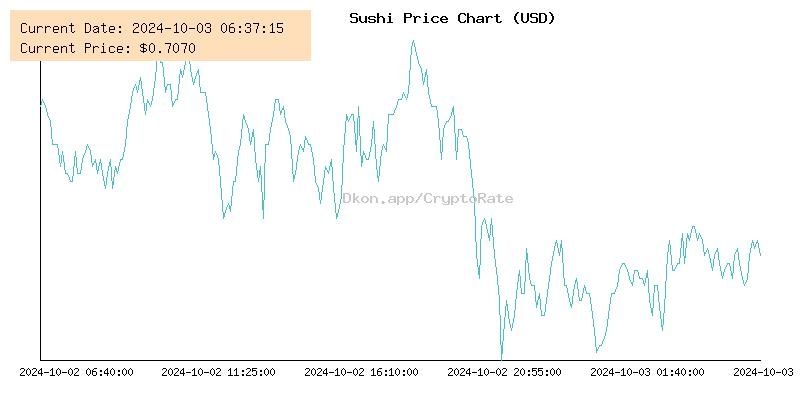 Sushi Price Chart (USD)
Current Date: 2024-10-03 06:37:15
Current Price: $0.7070
Dkon.app/CryptoRate
2024-10-02 06:40:00 2024-10-02 11:25:00 2024-10-02 16:10:00 2024-10-02 20:55:00 2024-10-03 01:40:00 2024-10-03